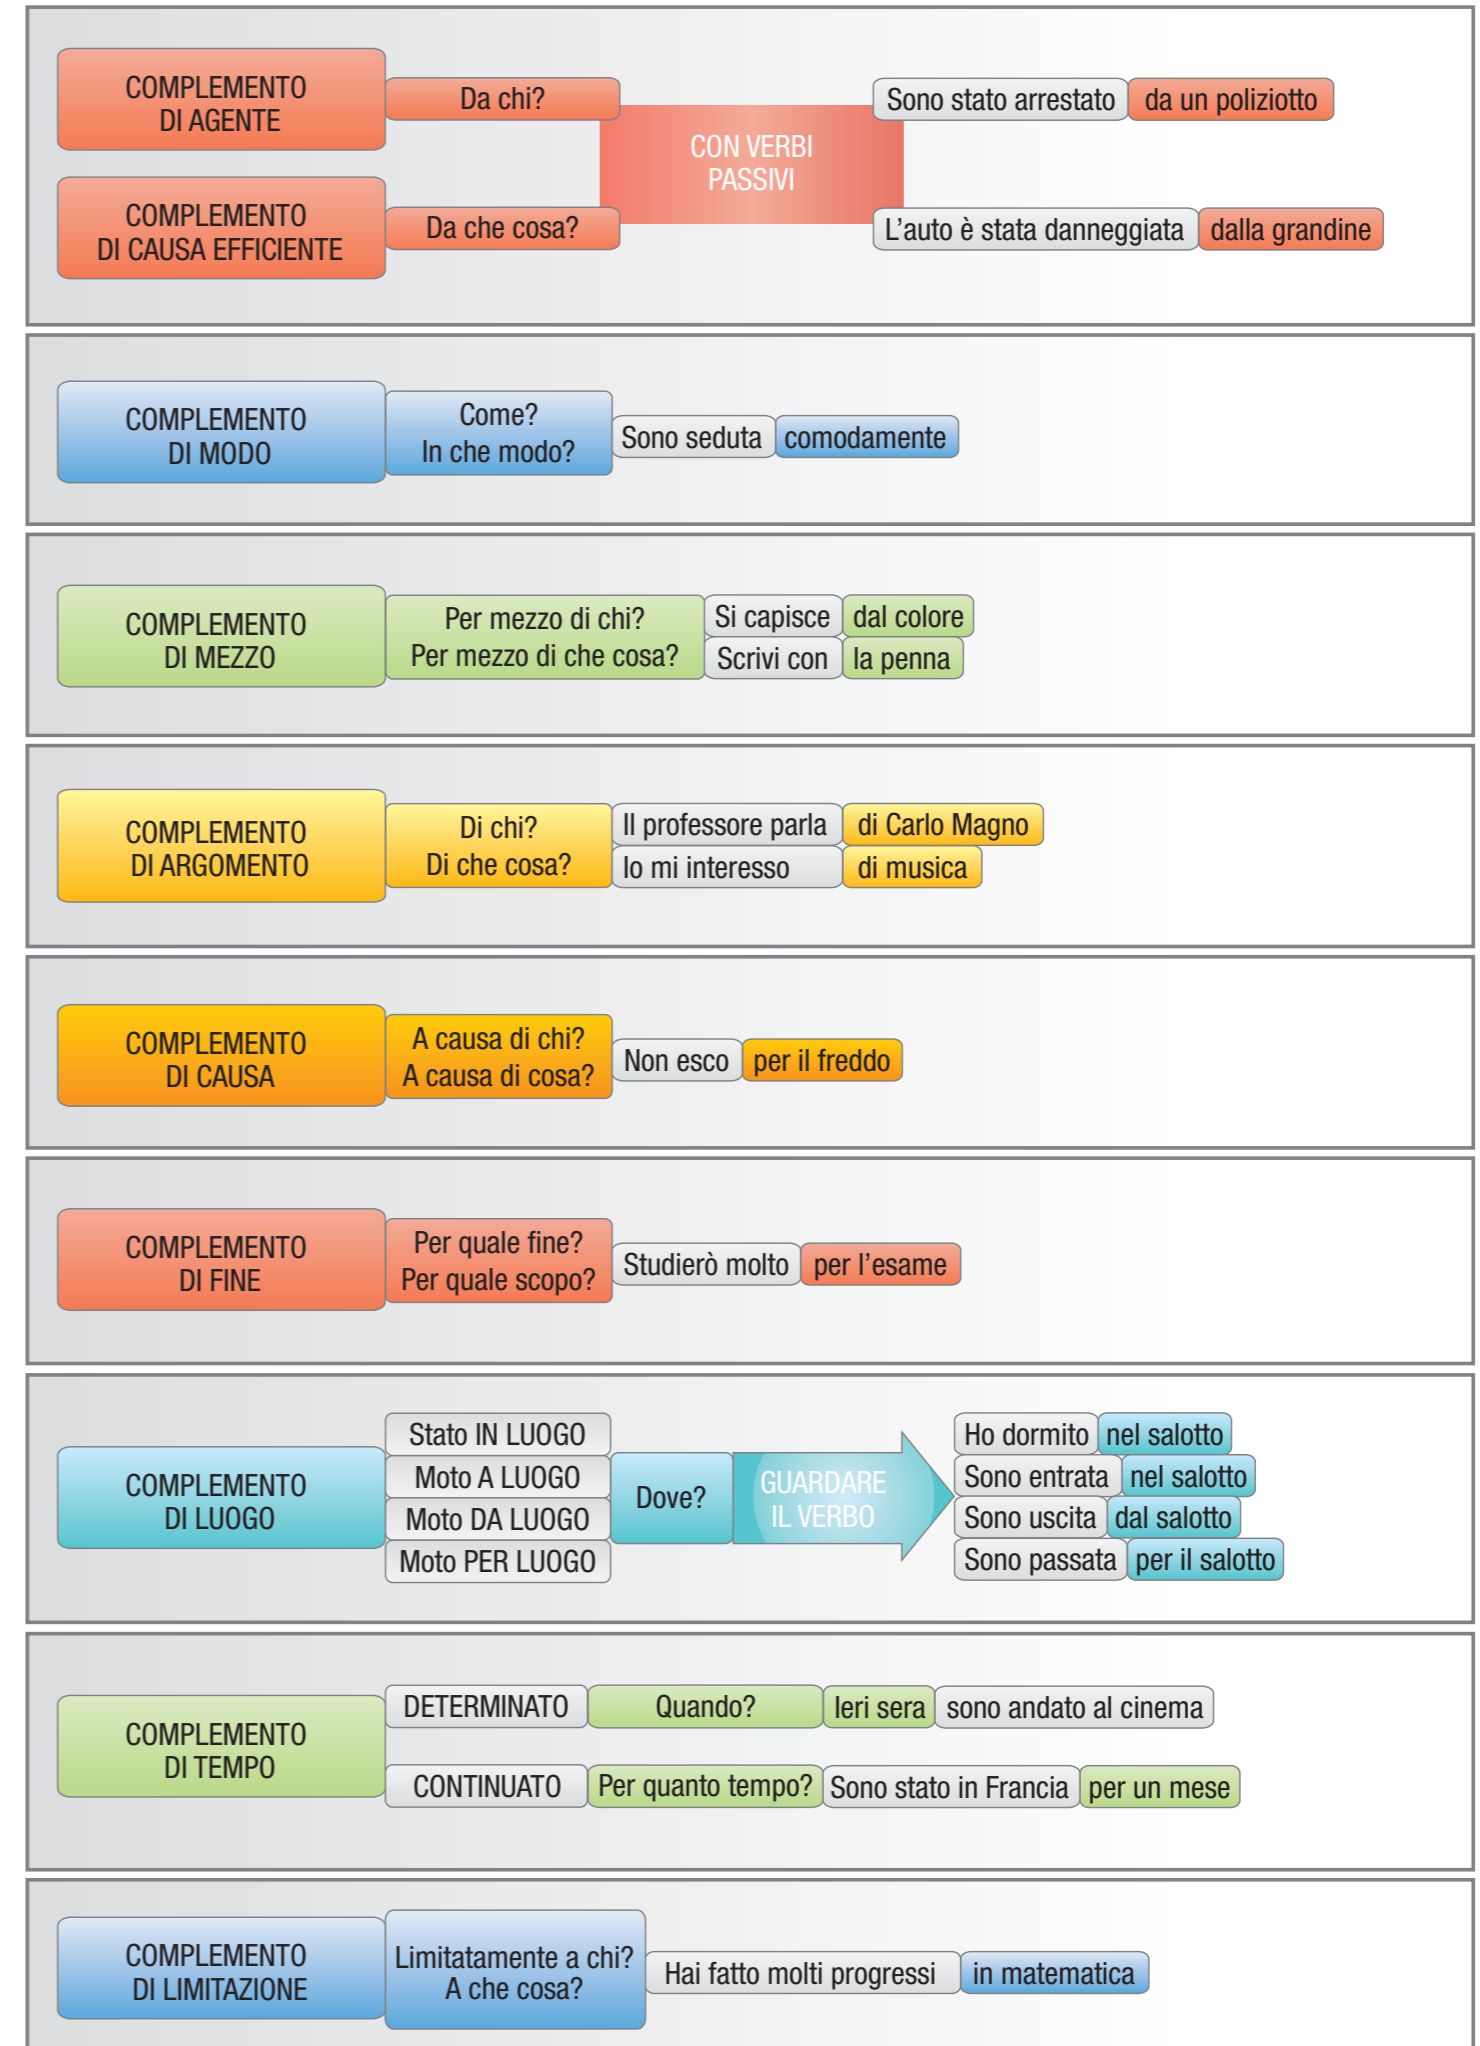 COMPLEMENTO
DI AGENTE
Da chi?
CON VERBI
PASSIVI
Sono stato arrestato da un poliziotto
COMPLEMENTO
DI CAUSA EFFICIENTE
Da che cosa?
L'auto è stata danneggiata dalla grandine
COMPLEMENTO
DI MODO
Come?
In che modo?
Sono seduta comodamente
COMPLEMENTO
DI MEZZO
Per mezzo di chi?
Per mezzo di che cosa?
Si capisce dal colore
Scrivi con la penna
COMPLEMENTO
DI ARGOMENTO
Di chi?
Di che cosa?
Il professore parla di Carlo Magno
Io mi interesso di musica
COMPLEMENTO
DI CAUSA
A causa di chi?
A causa di cosa?
Non esco per il freddo
COMPLEMENTO
DI FINE
Per quale fine?
Per quale scopo?
Studierò molto per l'esame
COMPLEMENTO
DI LUOGO
Stato IN LUOGO
Moto A LUOGO
Moto DA LUOGO
Moto PER LUOGO
Dove?
GUARDARE
IL VERBO
Ho dormito nel salotto
Sono entrata nel salotto
Sono uscita dal salotto
Sono passata per il salotto
COMPLEMENTO
DI TEMPO
DETERMINATO Quando? Ieri sera sono andato al cinema
CONTINUATO Per quanto tempo? Sono stato in Francia per un mese
COMPLEMENTO
DI LIMITAZIONE
Limitatamente a chi?
A che cosa?
Hai fatto molti progressi in matematica